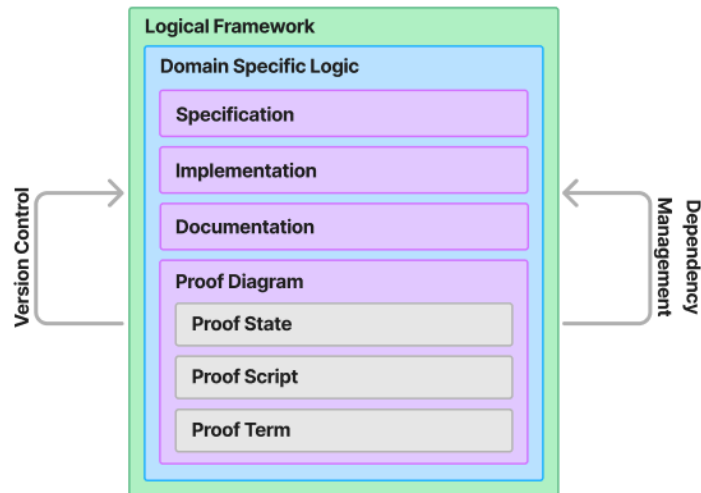 Logical Framework
Domain Specific Logic
Specification
Implementation
Documentation
Proof Diagram
Proof State
Proof Script
Proof Term
Version Control
Dependency
Management